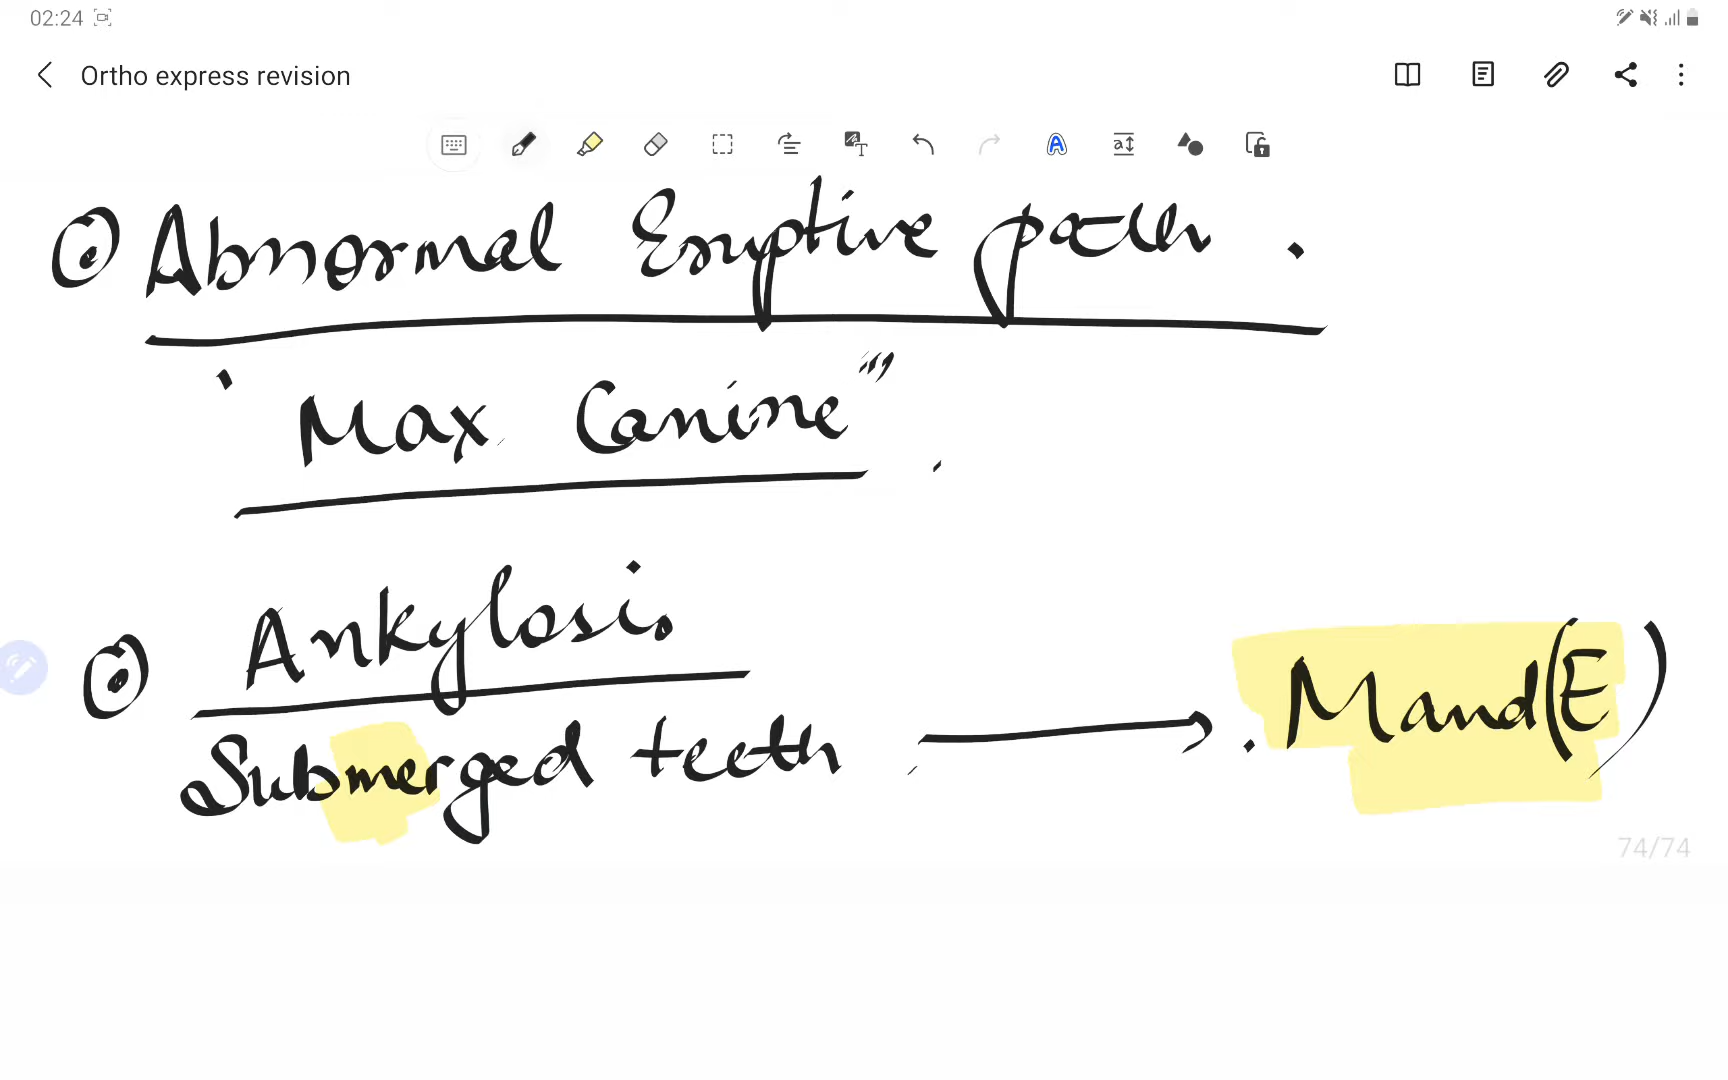 02:24
Ortho express revision
Abnormal Eruptive path .
"Max. Canine"
Ankylosis
Submerged teeth → Mand(E)
74/74